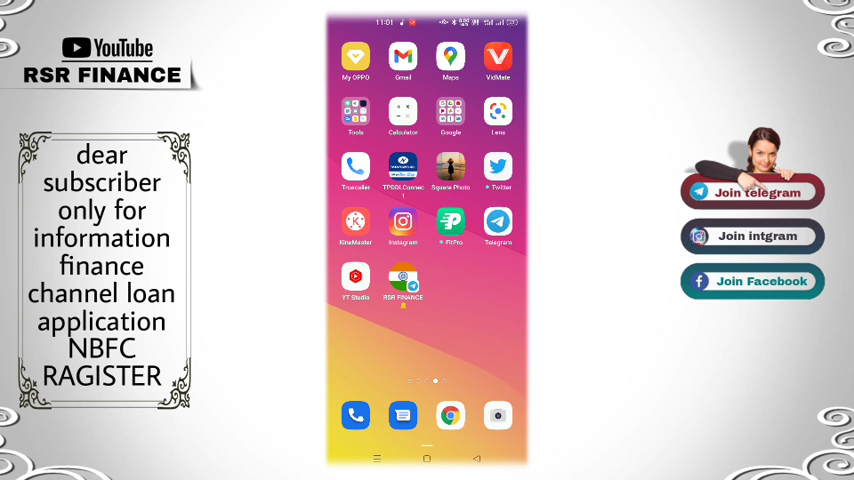 YouTube
RSR FINANCE
dear
subscriber
only for
information
finance
channel loan
application
NBFC
RAGISTER
11:01
My OPPO
Gmail
Maps
VidMate
Tools
Calculator
Google
Lens
Truecaller
TPDDL Connec
t
Square Photo
Twitter
KineMaster
Instagram
FitPro
Telegram
YT Studio
RSR FINANCE
Join telegram
Join intgram
Join Facebook